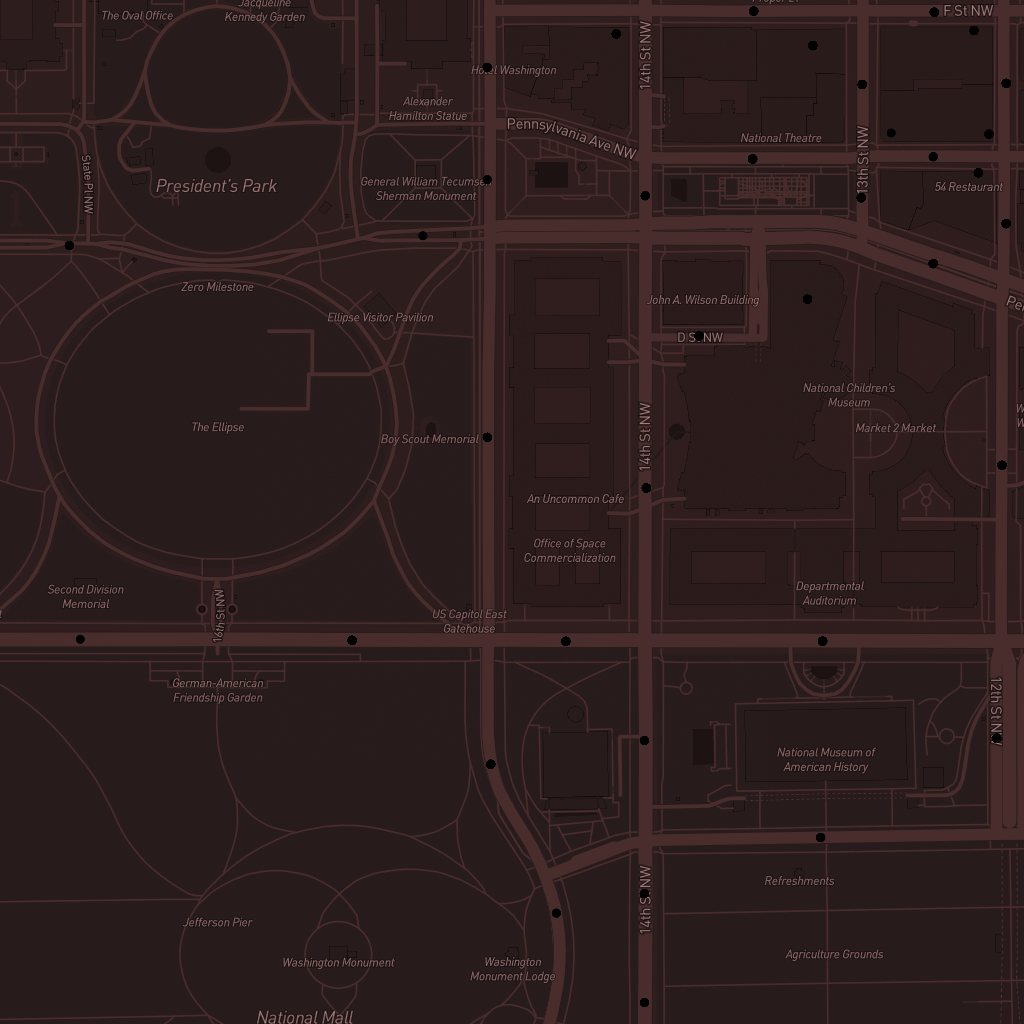 Jacqueline
Kennedy Garden
The Oval Office
F St NW
14th St NW
Hotel Washington
Alexander
Hamilton Statue
Pennsylvania Ave NW
National Theatre
13th St NW
State Pl NW
President's Park
General William Tecumseh
Sherman Monument
54 Restaurant
Zero Milestone
John A. Wilson Building
Ellipse Visitor Pavilion
D St NW
National Children's
Museum
The Ellipse
Boy Scout Memorial
14th St NW
Market 2 Market
An Uncommon Cafe
Office of Space
Commercialization
Second Division
Memorial
16th St NW
Departmental
Auditorium
US Capitol East
Gatehouse
German-American
Friendship Garden
12th St NW
National Museum of
American History
Refreshments
14th St NW
Jefferson Pier
Washington Monument
Washington
Monument Lodge
Agriculture Grounds
National Mall